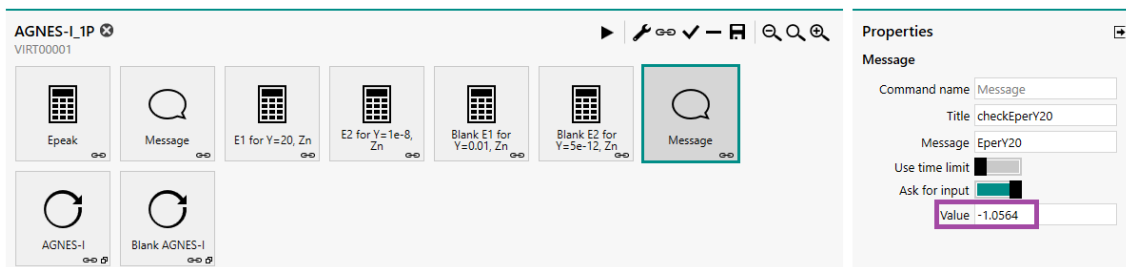 AGNES-I_1P
VIRT00001
Epeak
Message
E1 for Y=20, Zn
E2 for Y=1e-8,
Zn
Blank E1 for
Y=0.01, Zn
Blank E2 for
Y=5e-12, Zn
Message
AGNES-I
Blank AGNES-I
Properties
Message
Command name Message
Title checkEperY20
Message EperY20
Use time limit
Ask for input
Value -1.0564